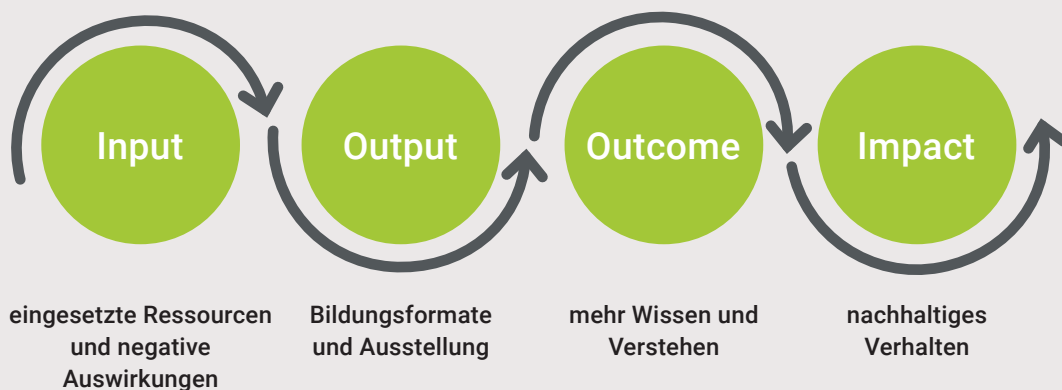 Input
Output
Outcome
Impact
eingesetzte Ressourcen
und negative
Auswirkungen
Bildungsformate
und Ausstellung
mehr Wissen und
Verstehen
nachhaltiges
Verhalten